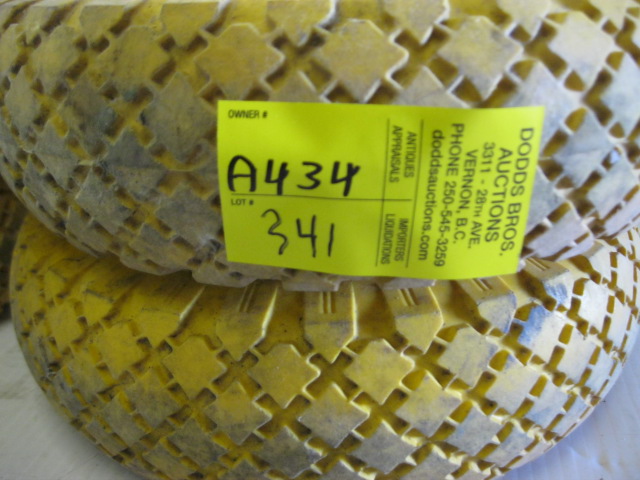 OWNER #
A434
LOT #
341
ANTIQUES
APPRAISALS
IMPORTERS
LIQUIDATIONS
DODDS BROS.
AUCTIONS
3311 - 28TH AVE.
VERNON, B.C.
PHONE 250-545-3259
doddsauctions.com